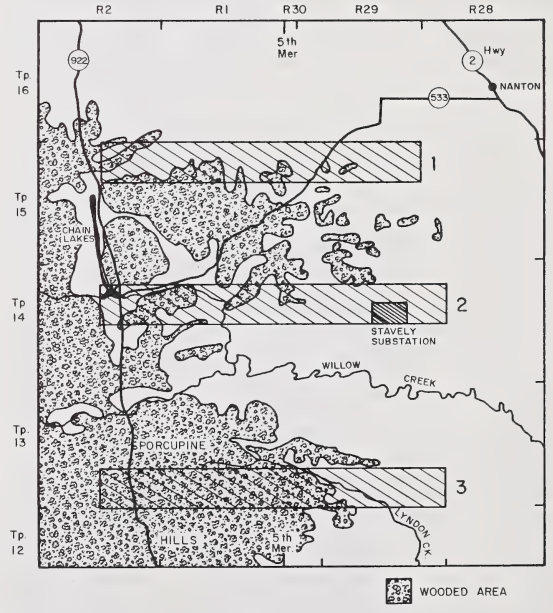 R2 R1 R30 R29 R28
5th
Mer
Hwy
922
2
Tp.
16
NANTON
533
1
Tp
15
CHAIN
LAKES
2
Tp
14
STAVELY
SUBSTATION
WILLOW
CREEK
Tp.
13
PORCUPINE
3
LYNDON CK.
Tp.
12
HILLS
5th
Mer.
WOODED AREA